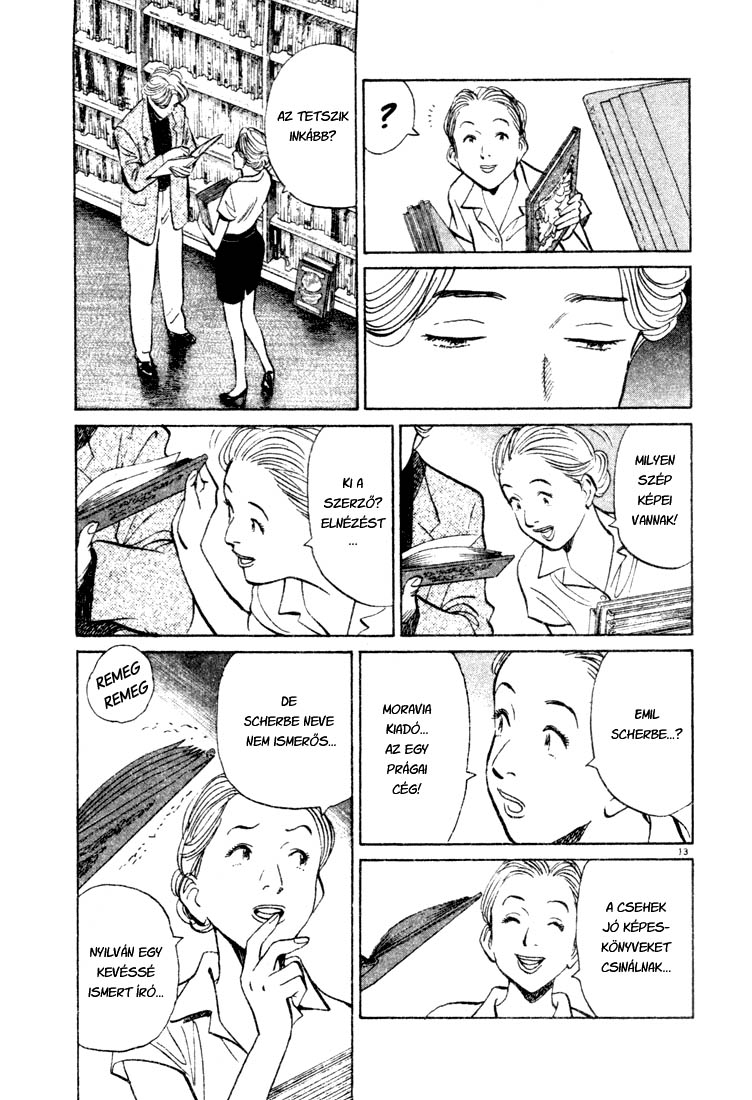 ?
AZ TETSZIK
INKÁBB?
MILYEN
SZÉP
KÉPEI
VANNAK!
KI A
SZERZŐ?
ELNÉZÉST
...
EMIL
SCHERBE...?
MORAVIA
KIADÓ...
AZ EGY
PRÁGAI
CÉG!
13
A CSEHEK
JÓ KÉPES-
KÖNYVEKET
CSINÁLNAK...
DE
SCHERBE NEVE
NEM ISMERŐS...
REMEG
REMEG
NYILVÁN EGY
KEVÉSSÉ
ISMERT ÍRÓ...